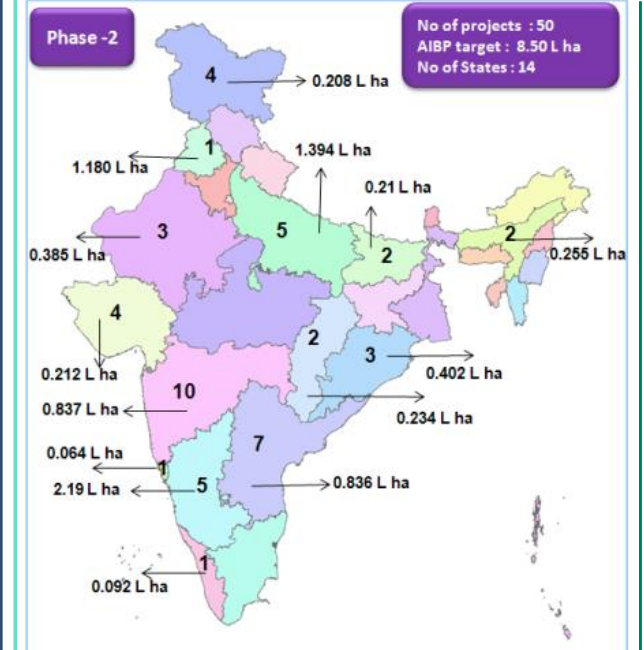 Phase -2
No of projects : 50
AIBP target : 8.50 L ha
No of States : 14
4
0.208 L ha
1
1.180 L ha
1.394 L ha
0.21 L ha
3
5
2
2
0.385 L ha
0.255 L ha
4
2
3
0.212 L ha
0.402 L ha
10
0.837 L ha
0.234 L ha
7
0.064 L ha
1
5
2.19 L ha
0.836 L ha
1
0.092 L ha